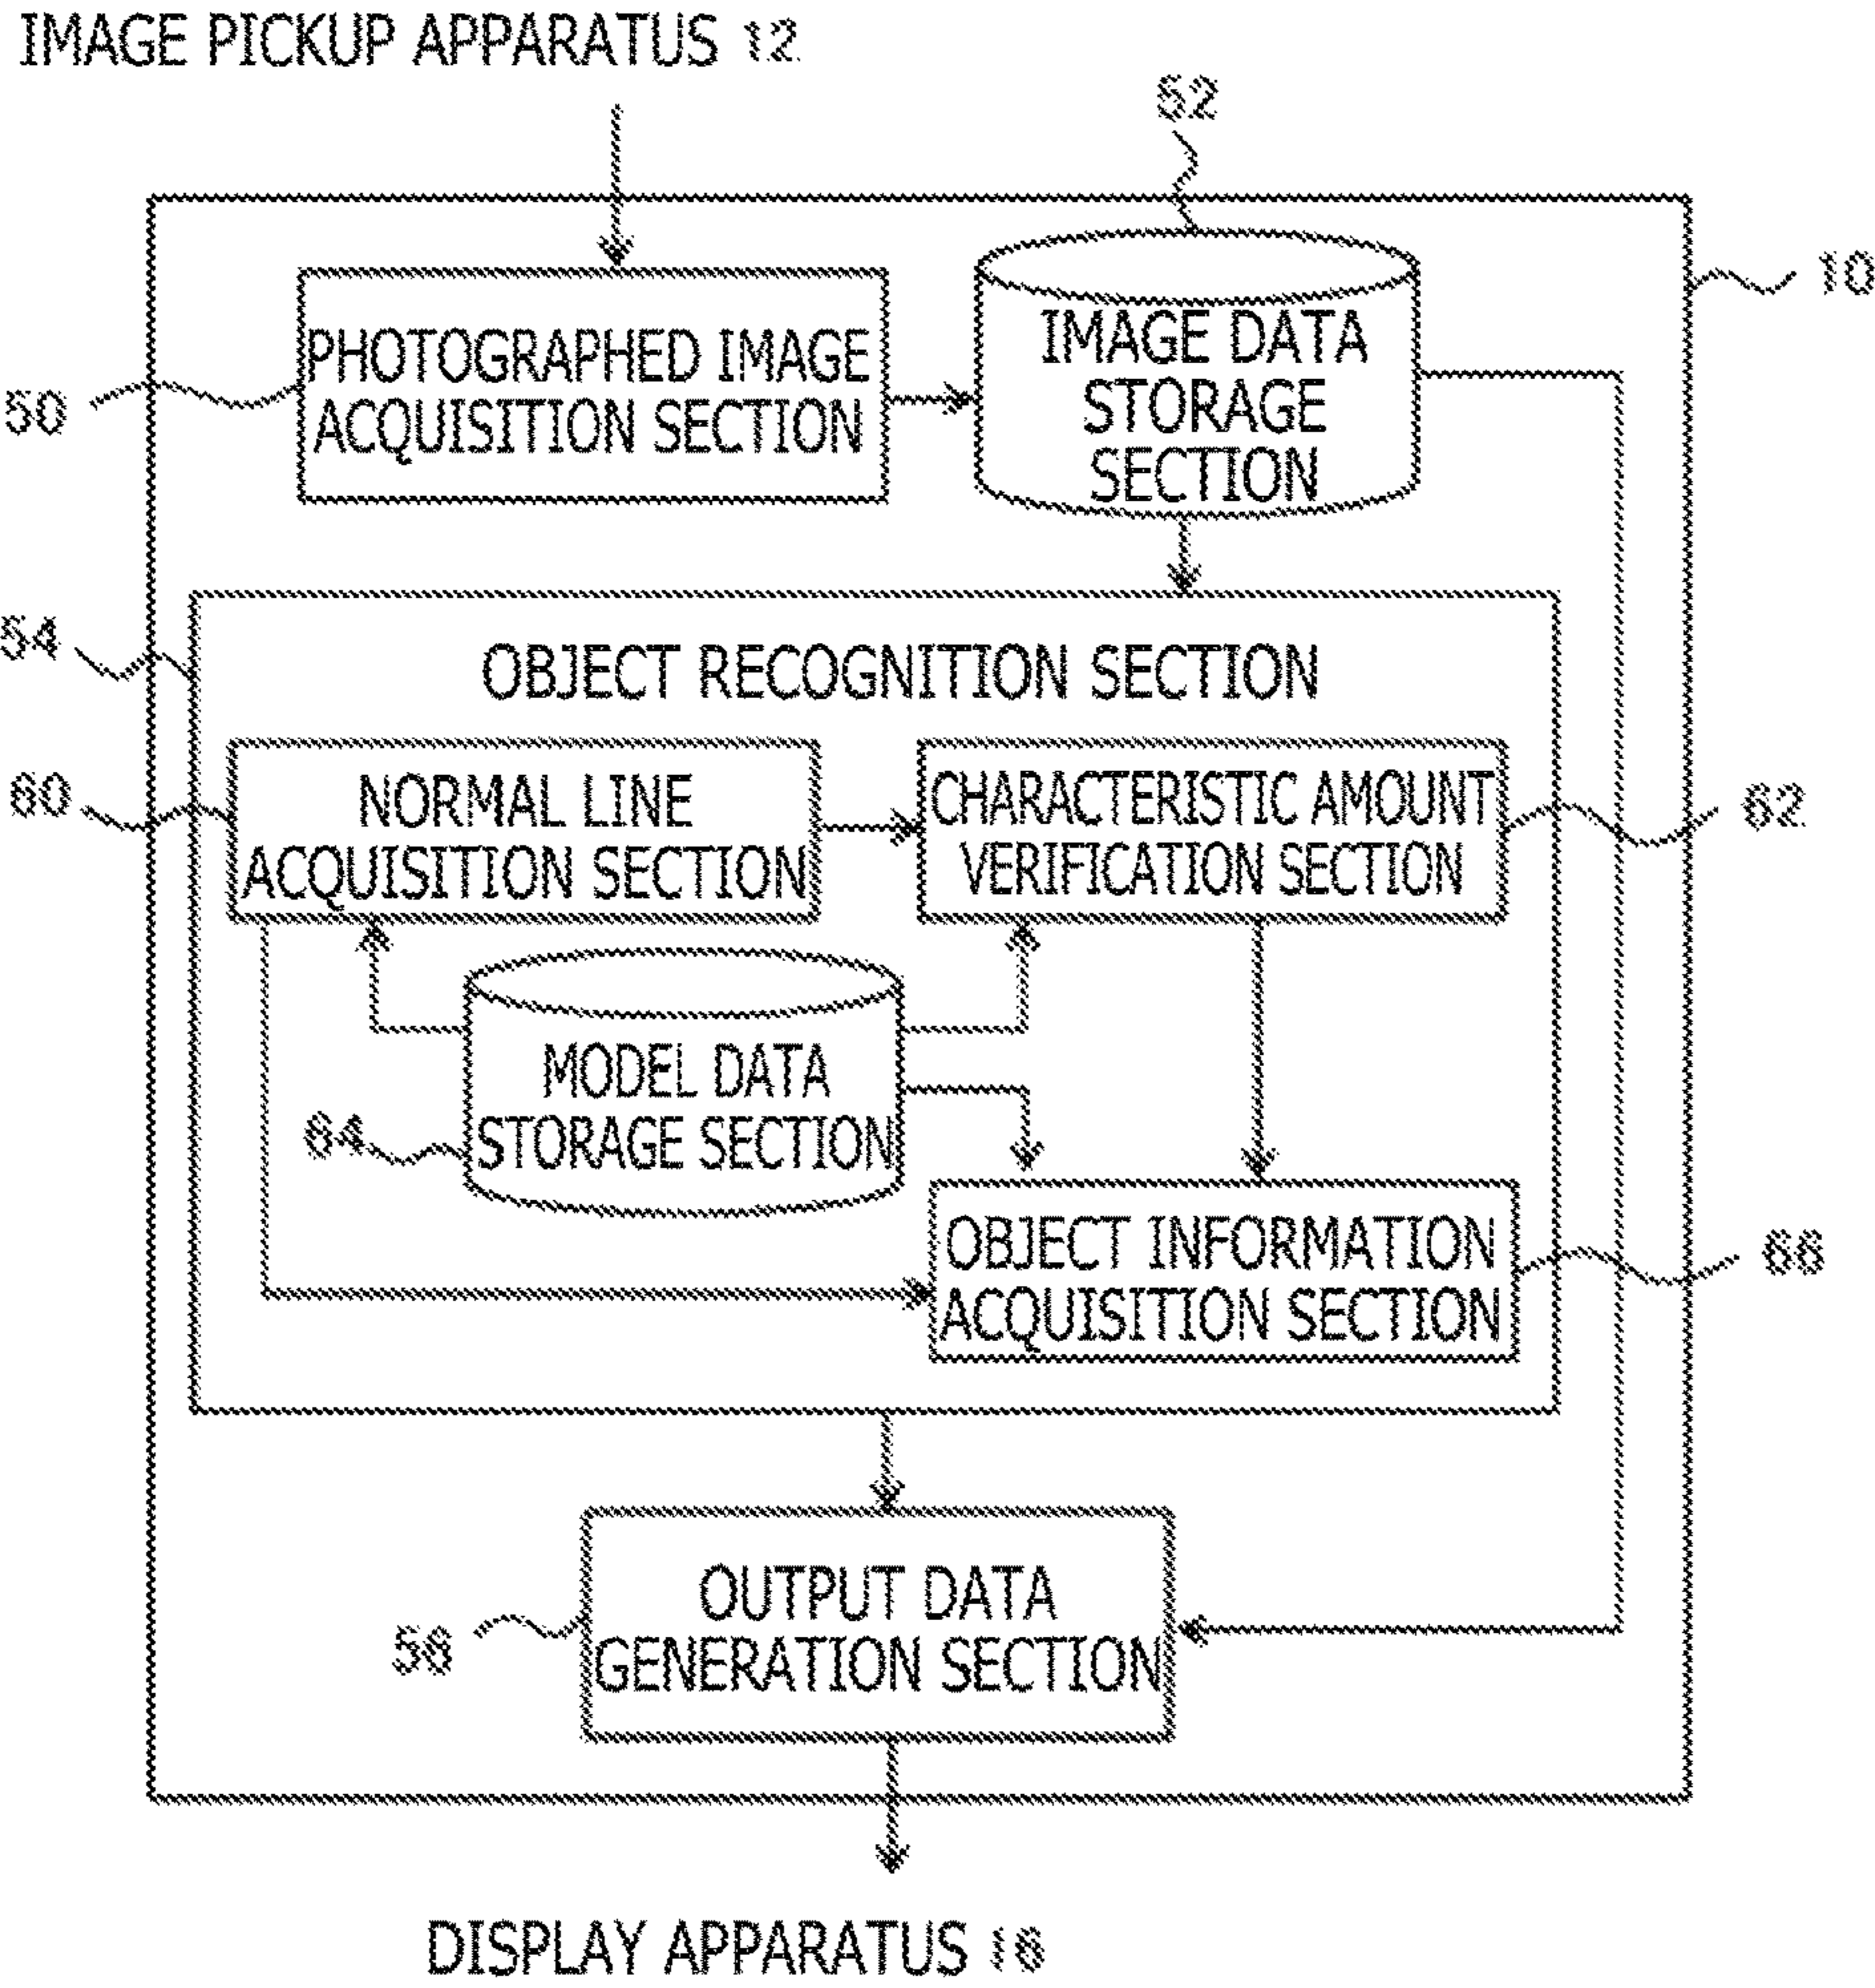 IMAGE PICKUP APPARATUS 12
52
10
PHOTOGRAPHED IMAGE
ACQUISITION SECTION
50
IMAGE DATA
STORAGE
SECTION
54
OBJECT RECOGNITION SECTION
60
NORMAL LINE
ACQUISITION SECTION
CHARACTERISTIC AMOUNT
VERIFICATION SECTION
62
MODEL DATA
STORAGE SECTION
64
OBJECT INFORMATION
ACQUISITION SECTION
66
OUTPUT DATA
GENERATION SECTION
56
DISPLAY APPARATUS 16